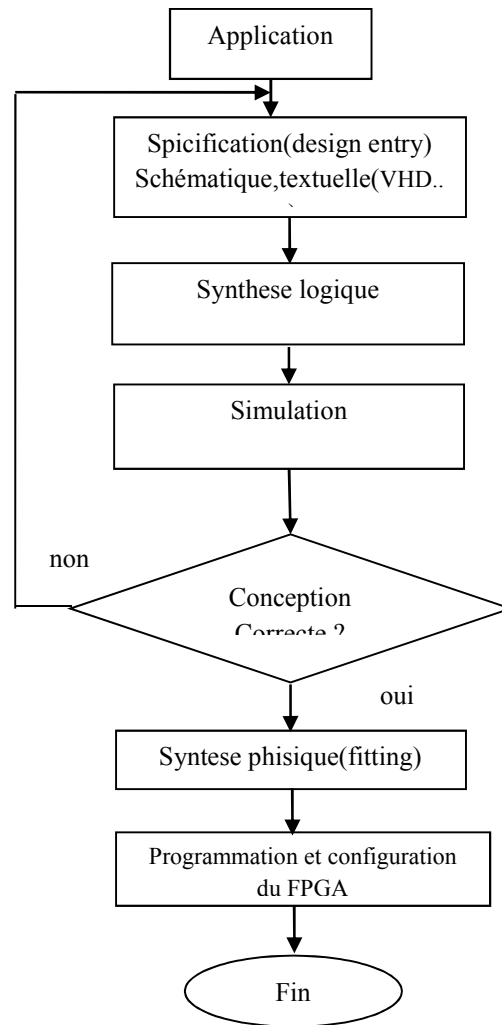 Application
Spicification(design entry)
Schématique,textuelle(VHD..
Synthese logique
Simulation
non
Conception
Correcte ?
oui
Syntese phisique(fitting)
Programmation et configuration
du FPGA
Fin